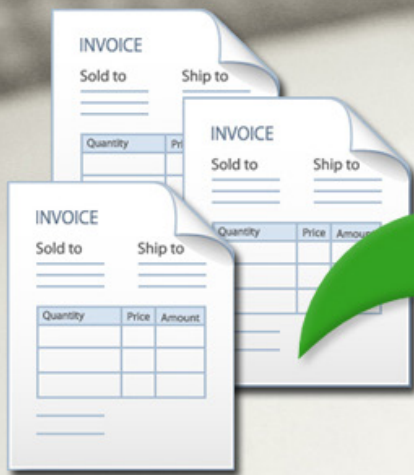 INVOICE
Sold to Ship to
Quantity
INVOICE
Sold to Ship to
Quantity Price
INVOICE
Sold to Ship to
Quantity Price Amount